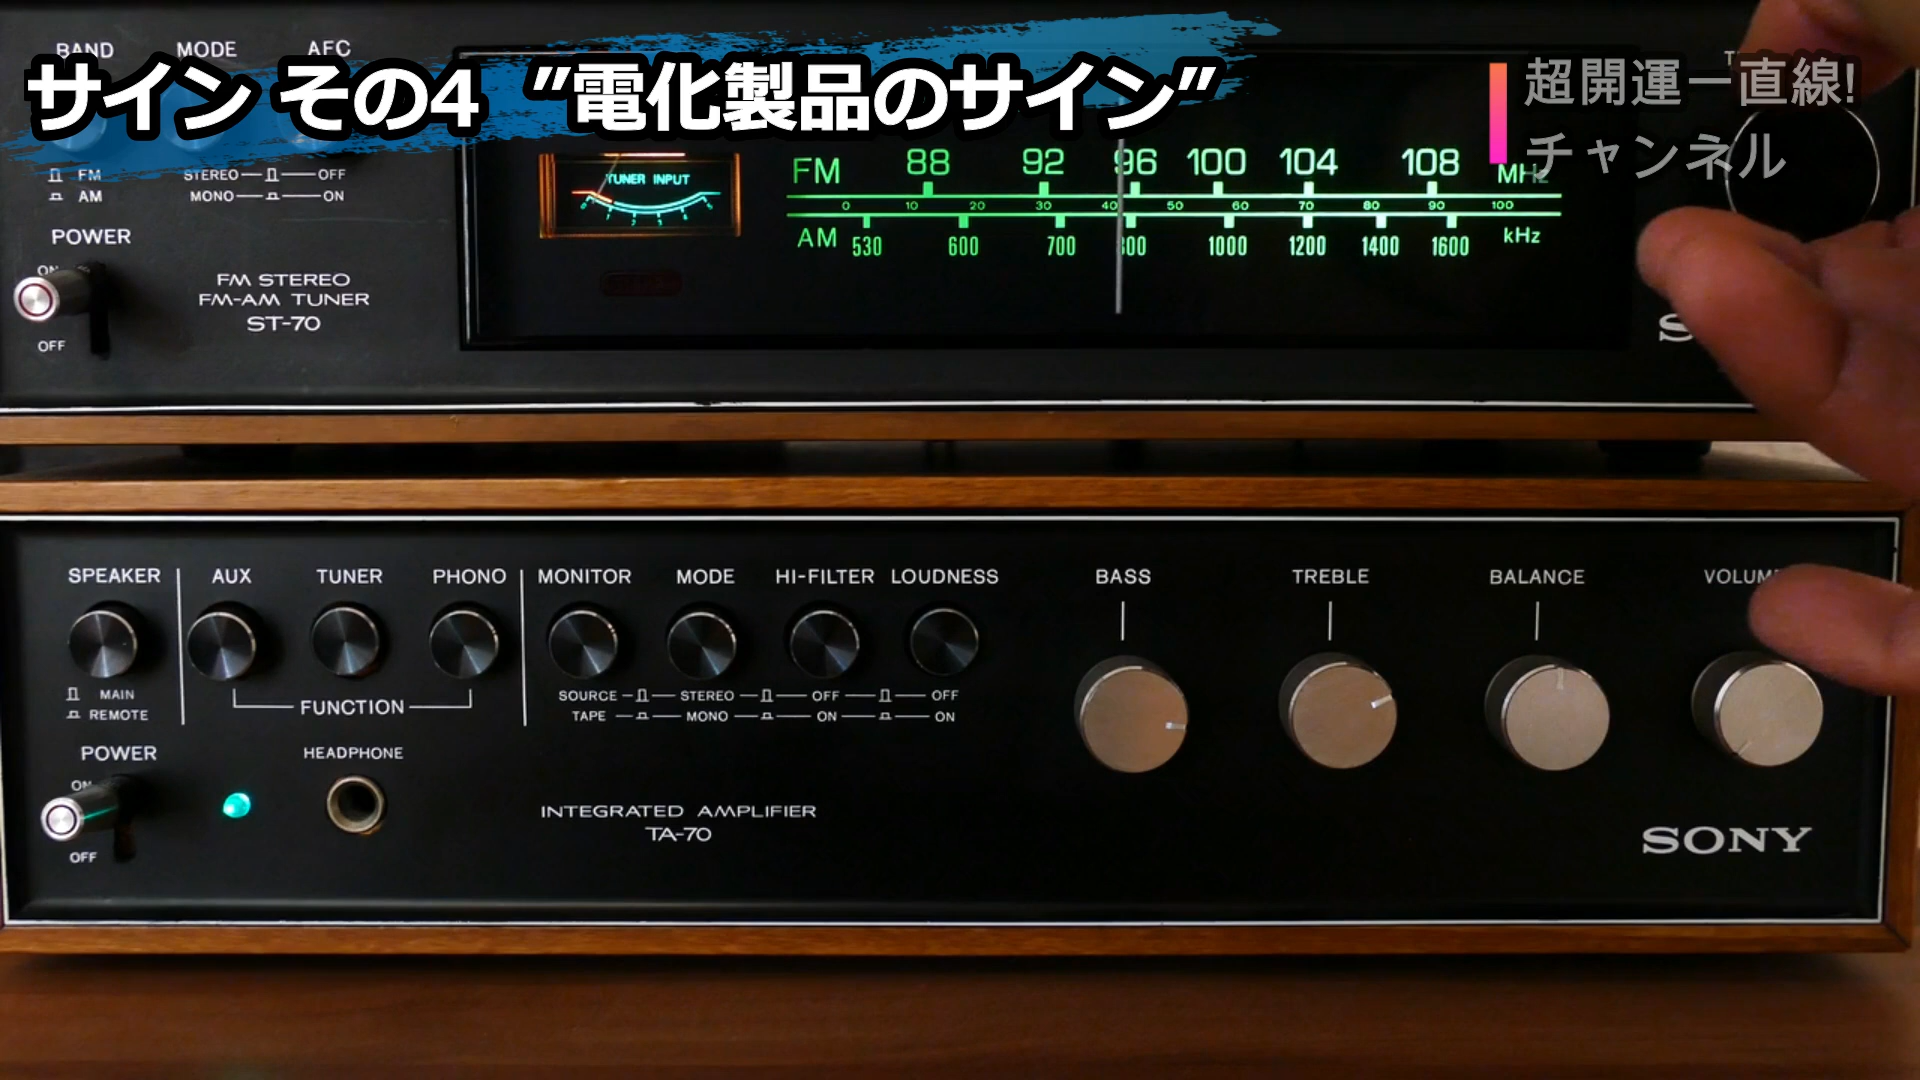 サイン その4 ”電化製品のサイン”
超開運一直線!
チャンネル
BAND MODE AFC
FM STEREO OFF
AM MONO ON
POWER
ON
OFF
FM STEREO
FM-AM TUNER
ST-70
TUNER INPUT
FM 88 92 96 100 104 108 MHz
0 10 20 30 40 50 60 70 80 90 100
AM 530 600 700 800 1000 1200 1400 1600 kHz
SPEAKER AUX TUNER PHONO MONITOR MODE HI-FILTER LOUDNESS BASS TREBLE BALANCE VOLUM
MAIN SOURCE STEREO OFF OFF
REMOTE FUNCTION TAPE MONO ON ON
POWER HEADPHONE
ON
OFF
INTEGRATED AMPLIFIER
TA-70
SONY